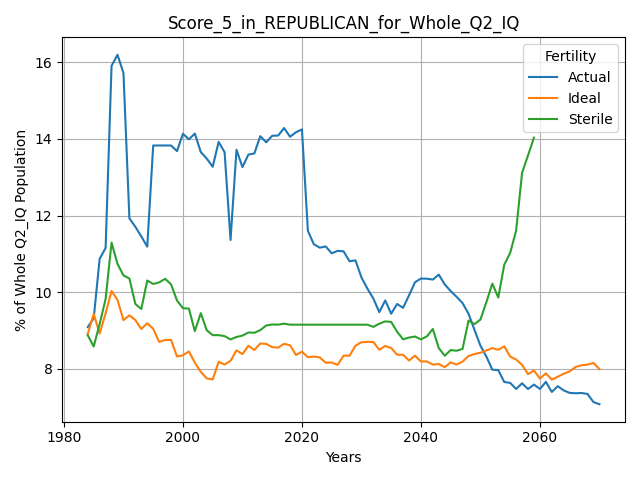 Score_5_in_REPUBLICAN_for_Whole_Q2_IQ
Fertility
Actual
Ideal
Sterile
% of Whole Q2_IQ Population
16
14
12
10
8
1980
2000
2020
2040
2060
Years